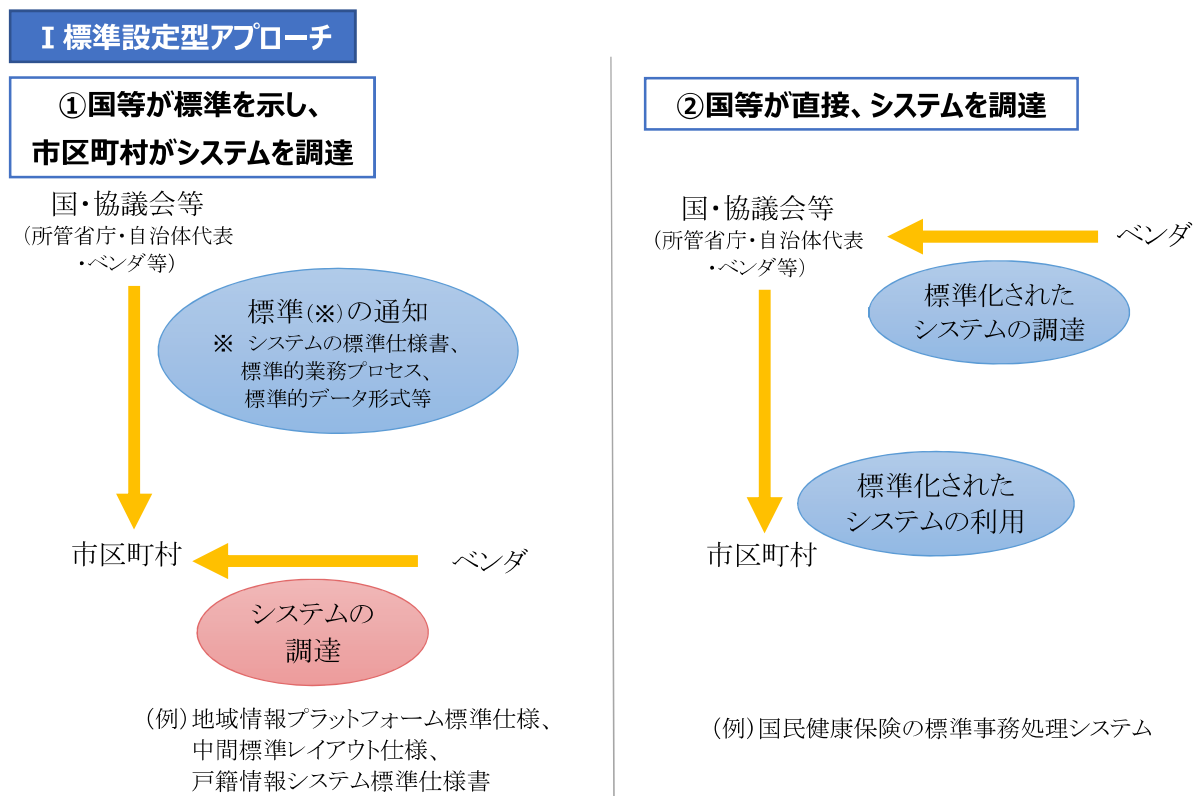 Ⅰ標準設定型アプローチ
①国等が標準を示し、
市区町村がシステムを調達
国・協議会等
（所管省庁・自治体代表
・ベンダ等）
標準（※）の通知
※ システムの標準仕様書、
標準的業務プロセス、
標準的データ形式等
市区町村
ベンダ
システムの
調達
（例）地域情報プラットフォーム標準仕様、
中間標準レイアウト仕様、
戸籍情報システム標準仕様書
②国等が直接、システムを調達
国・協議会等
（所管省庁・自治体代表
・ベンダ等）
ベンダ
標準化された
システムの調達
標準化された
システムの利用
市区町村
（例）国民健康保険の標準事務処理システム